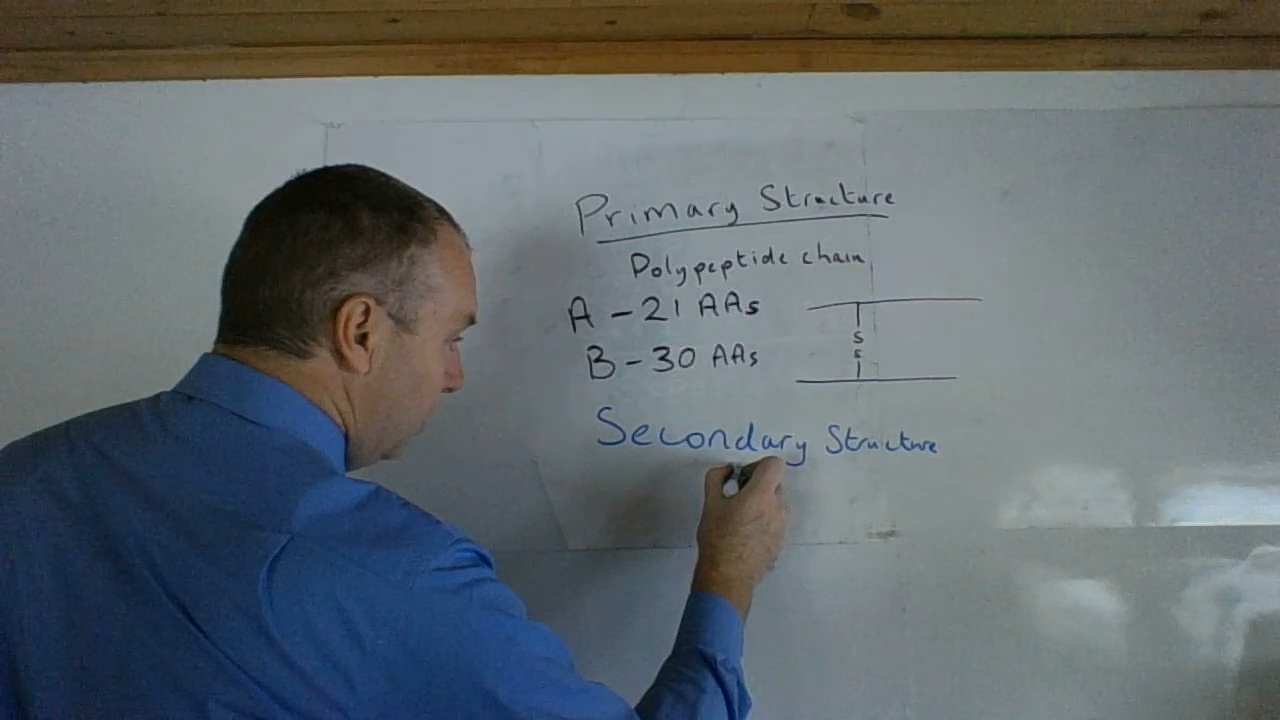 Primary Structure
Polypeptide chain
A - 21 AAs
B - 30 AAs
S
S
Secondary Structure